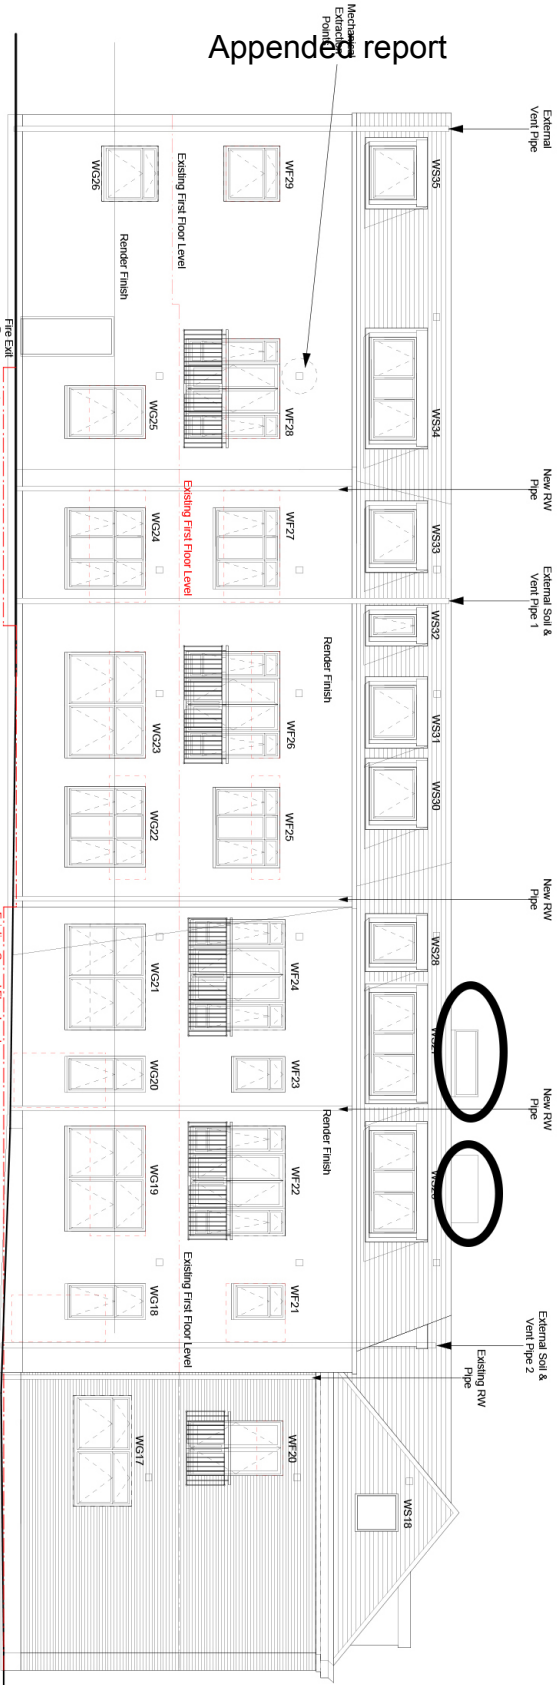 Appended report
Mechanical
Extraction
Points
External
Vent Pipe
New RW
Pipe
External Soil &
Vent Pipe 1
New RW
Pipe
New RW
Pipe
External Soil &
Vent Pipe 2
Existing RW
Pipe
WS35
WS34
WS33
WS32
WS31
WS30
WS28
WS18
Render Finish
Render Finish
WF29
WF28
WF27
WF26
WF25
WF24
WF23
WF22
WF21
WF20
Existing First Floor Level
Existing First Floor Level
Existing First Floor Level
Render Finish
WG26
WG25
WG24
WG23
WG22
WG21
WG20
WG19
WG18
WG17
Fire Exit